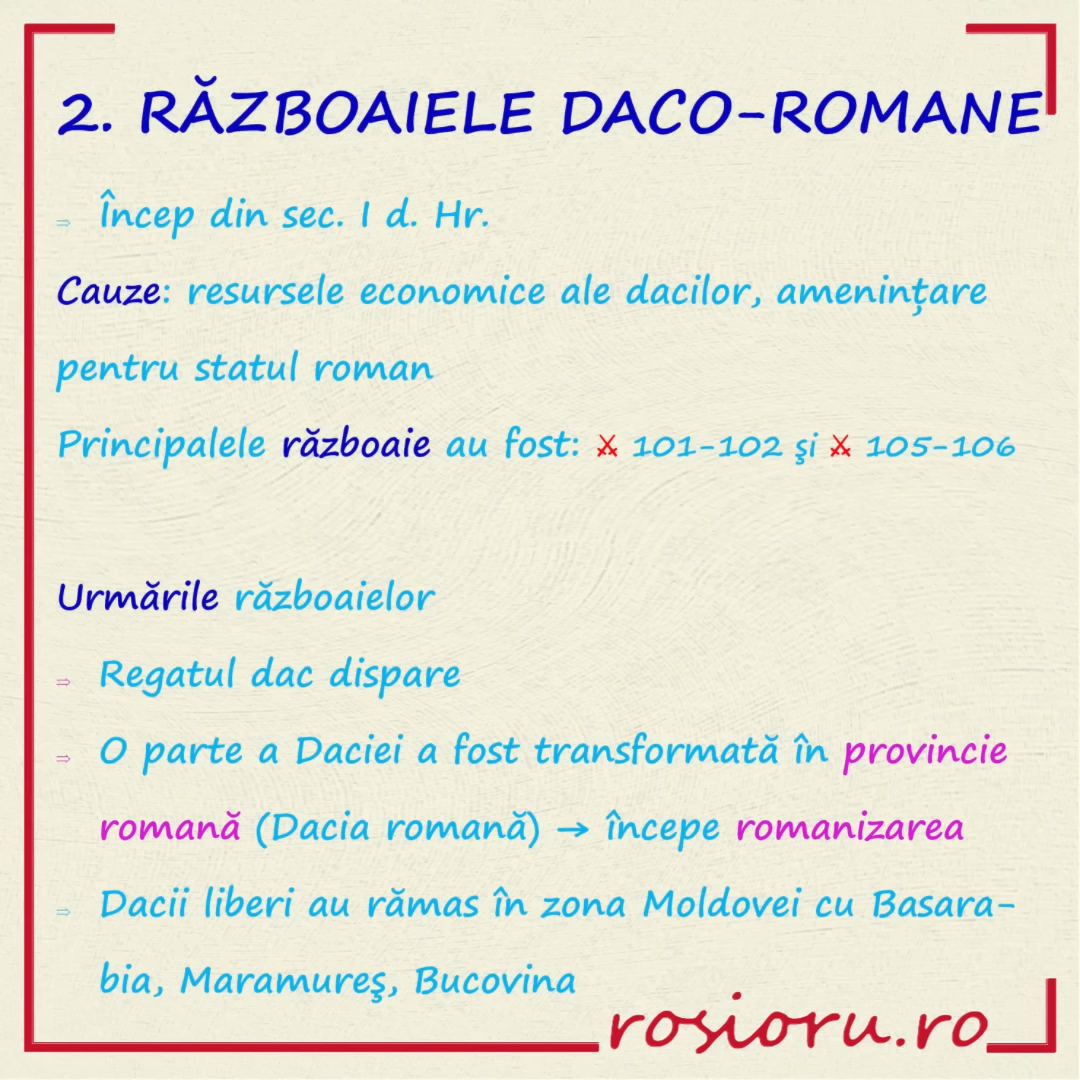 2. RĂZBOAIELE DACO-ROMANE
⇒ Încep din sec. I d. Hr.
Cauze: resursele economice ale dacilor, amenințare
pentru statul roman
Principalele războaie au fost: ⚔ 101-102 şi ⚔ 105-106
Urmările războaielor
⇒ Regatul dac dispare
⇒ O parte a Daciei a fost transformată în provincie
romană (Dacia romană) → începe romanizarea
⇒ Dacii liberi au rămas în zona Moldovei cu Basara-
bia, Maramureş, Bucovina
rosioru.ro